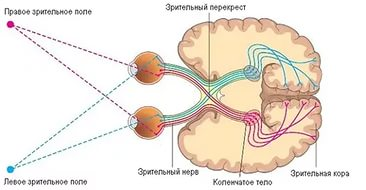 Правое зрительное поле
Зрительный перекрест
Левое зрительное поле
Зрительный нерв
Коленчатое тело
Зрительная кора